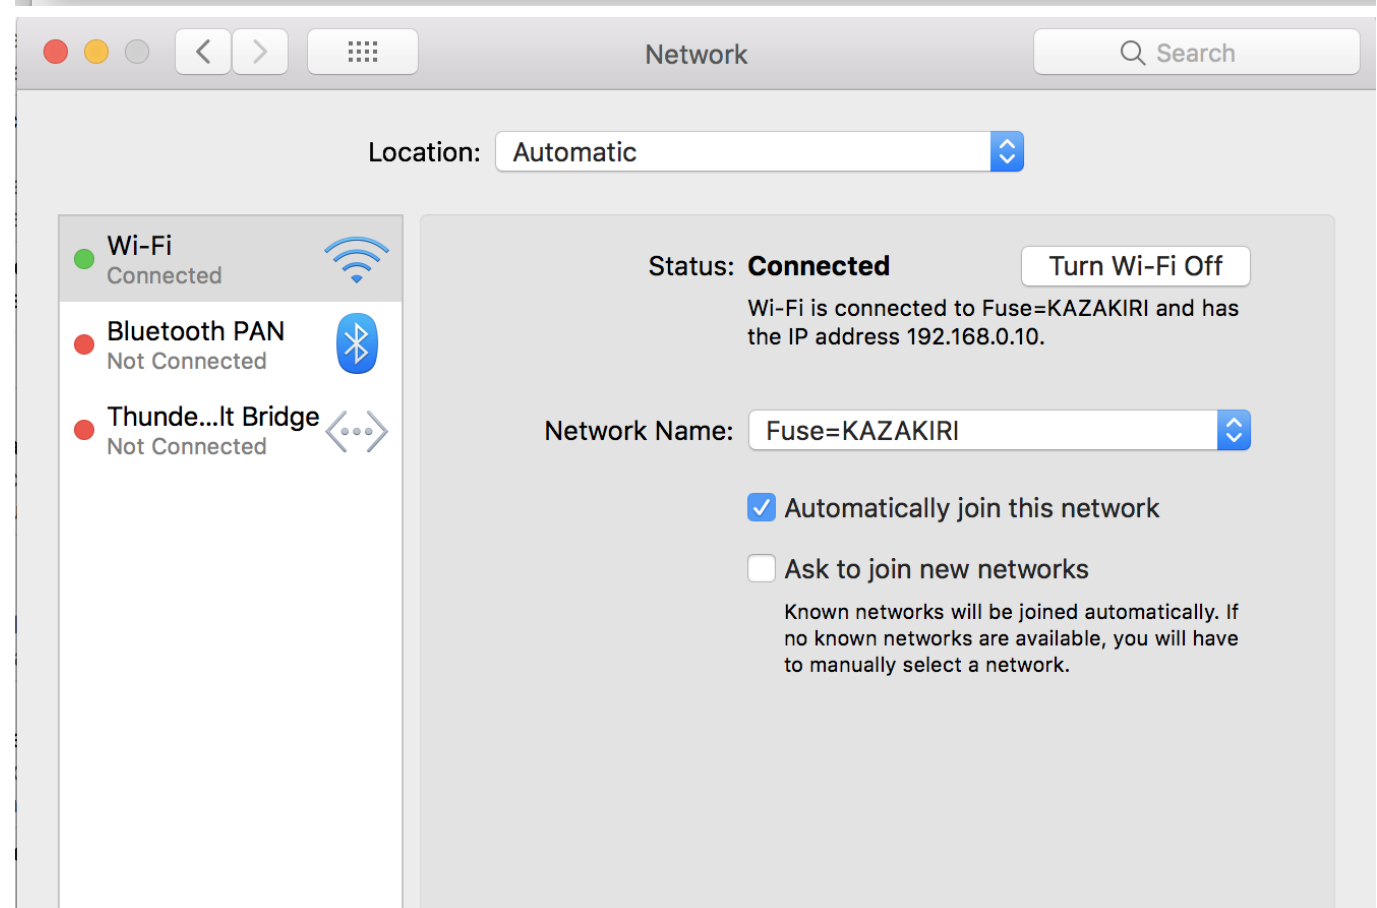 Network
Search
Location: Automatic
Wi-Fi
Connected
Bluetooth PAN
Not Connected
Thunde...lt Bridge
Not Connected
Status: Connected
Turn Wi-Fi Off
Wi-Fi is connected to Fuse=KAZAKIRI and has
the IP address 192.168.0.10.
Network Name: Fuse=KAZAKIRI
Automatically join this network
Ask to join new networks
Known networks will be joined automatically. If
no known networks are available, you will have
to manually select a network.